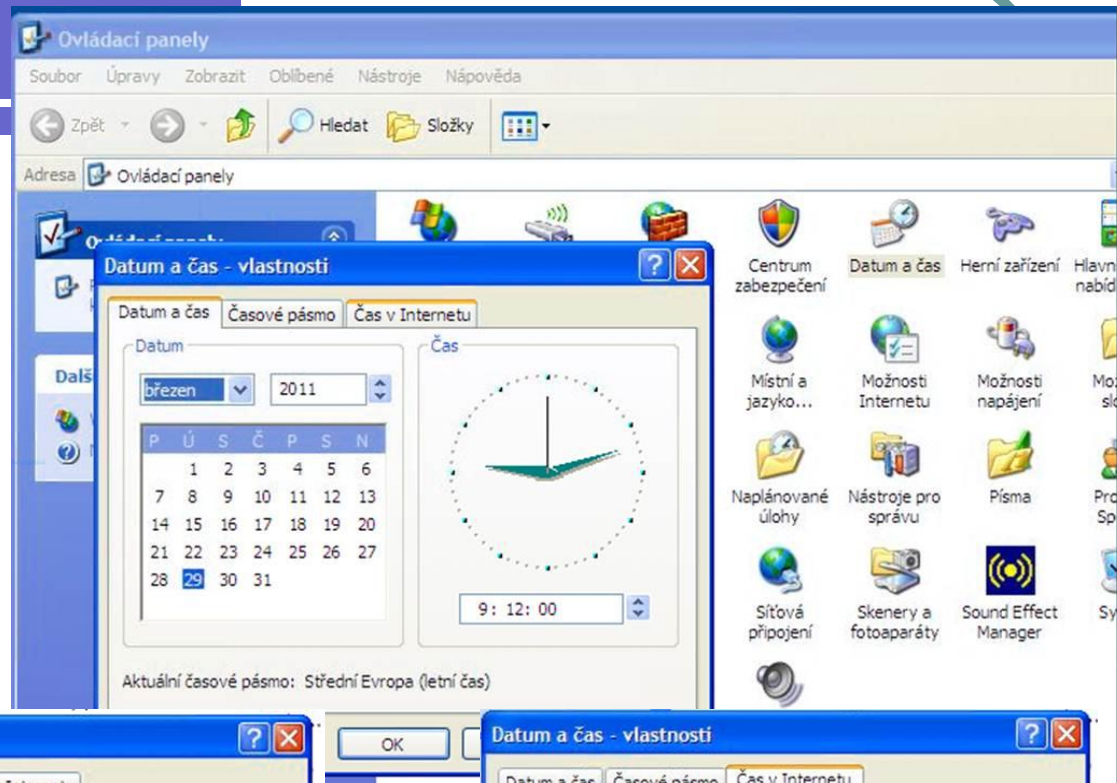 Ovládací panely
Soubor Úpravy Zobrazit Oblíbené Nástroje Nápověda
Zpět Hledat Složky
Adresa Ovládací panely
Datum a čas - vlastnosti
Datum a čas Časové pásmo Čas v Internetu
Datum
březen 2011
P Ú S Č P S N
1 2 3 4 5 6
7 8 9 10 11 12 13
14 15 16 17 18 19 20
21 22 23 24 25 26 27
28 29 30 31
Čas
9: 12: 00
Aktuální časové pásmo: Střední Evropa (letní čas)
OK
Centrum zabezpečení
Datum a čas
Herní zařízení
Místní a jazyko...
Možnosti Internetu
Možnosti napájení
Naplánované úlohy
Nástroje pro správu
Písma
Síťová připojení
Skenery a fotoaparáty
Sound Effect Manager
Datum a čas - vlastnosti
Datum a čas Časové pásmo Čas v Internetu